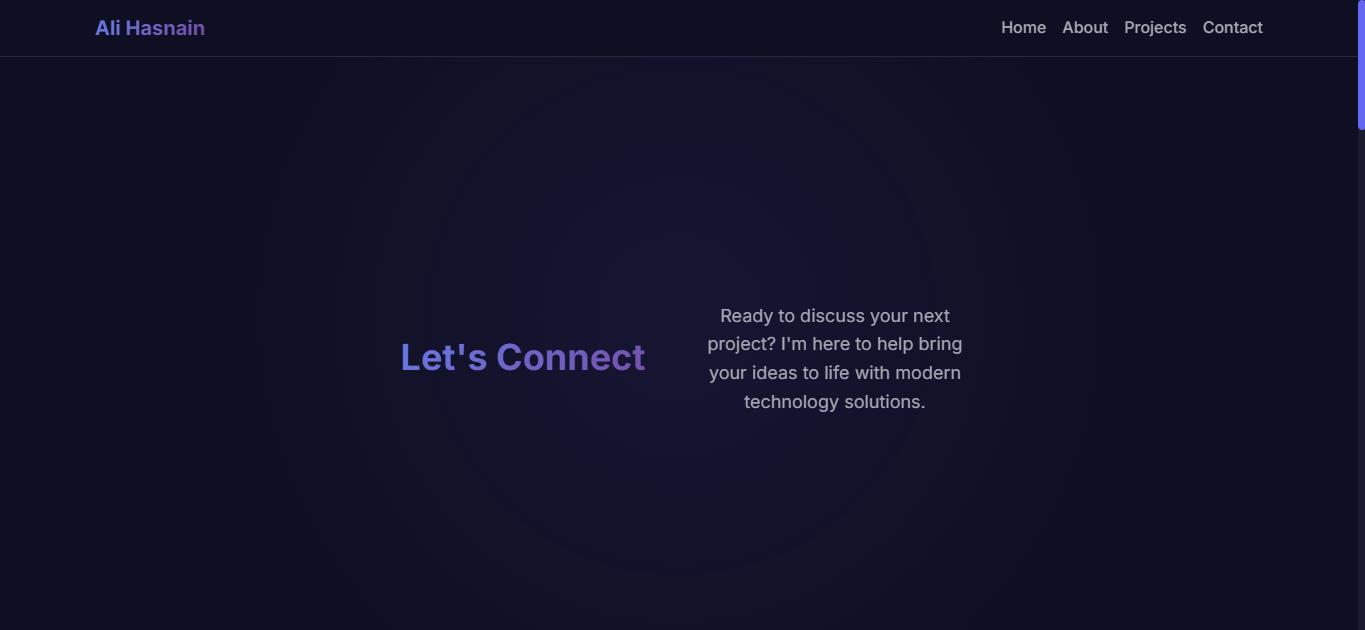 Ali Hasnain
Home About Projects Contact
Let's Connect
Ready to discuss your next
project? I'm here to help bring
your ideas to life with modern
technology solutions.